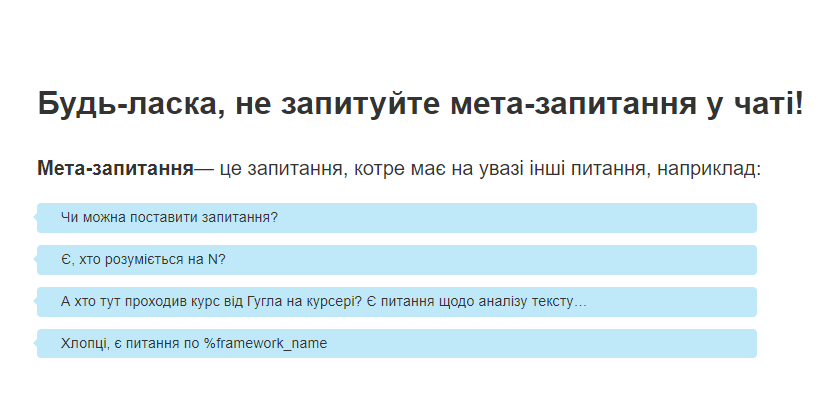 Будь-ласка, не запитуйте мета-запитання у чаті!
Мета-запитання— це запитання, котре має на увазі інші питання, наприклад:
Чи можна поставити запитання?
Є, хто розуміється на N?
А хто тут проходив курс від Гугла на курсері? Є питання щодо аналізу тексту…
Хлопці, є питання по %framework_name